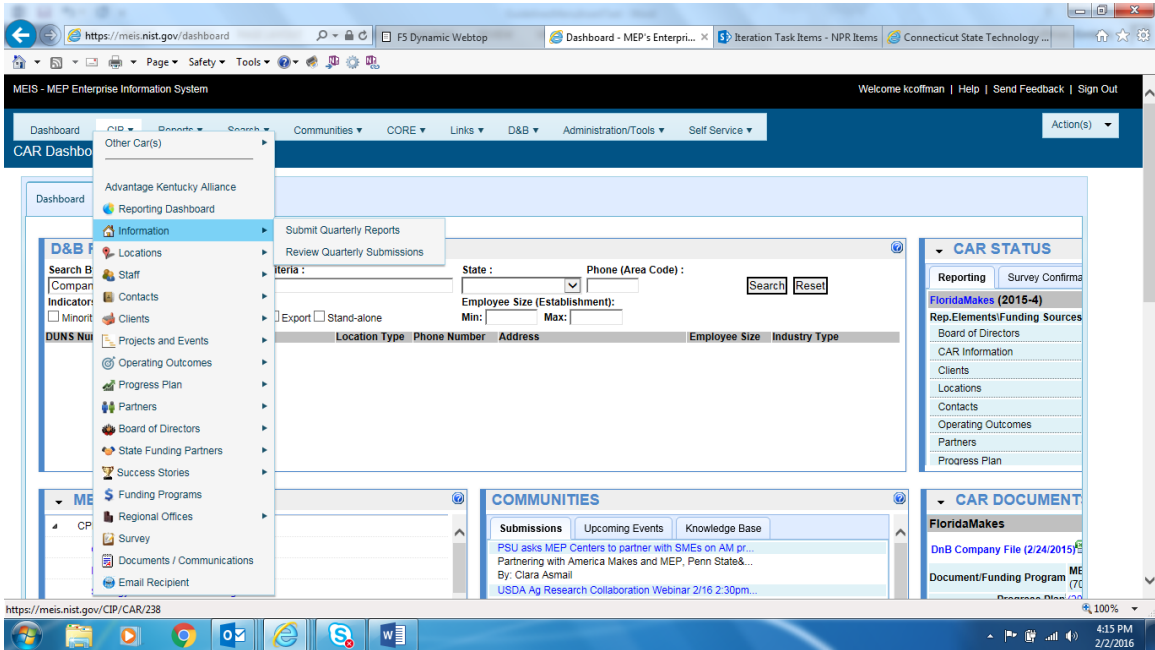 https://meis.nist.gov/dashboard
F5 Dynamic Webtop
Dashboard - MEP's Enterpri...
Iteration Task Items - NPR Items
Connecticut State Technology ...
Page Safety Tools
MEIS - MEP Enterprise Information System
Welcome kcoffman | Help | Send Feedback | Sign Out
Dashboard CIP Reports Search Communities CORE Links D&B Administration/Tools Self Service
Action(s)
CAR Dashbo
Other Car(s)
Advantage Kentucky Alliance
Reporting Dashboard
Information
Locations
Staff
Contacts
Clients
Projects and Events
Operating Outcomes
Progress Plan
Partners
Board of Directors
State Funding Partners
Success Stories
Funding Programs
Regional Offices
Survey
Documents / Communications
Email Recipient
Submit Quarterly Reports
Review Quarterly Submissions
Dashboard
D&B
Search B
iteria :
State :
Phone (Area Code) :
Compan
Search Reset
Indicator
Employee Size (Establishment):
Minorit
Export Stand-alone
Min:
Max:
DUNS Nu
Location Type Phone Number Address Employee Size Industry Type
CAR STATUS
Reporting Survey Confirma
FloridaMakes (2015-4)
Rep.Elements\Funding Sources
Board of Directors
CAR Information
Clients
Locations
Contacts
Operating Outcomes
Partners
Progress Plan
ME
CP
COMMUNITIES
Submissions Upcoming Events Knowledge Base
PSU asks MEP Centers to partner with SMEs on AM pr...
Partnering with America Makes and MEP, Penn State&...
By: Clara Asmail
USDA Ag Research Collaboration Webinar 2/16 2:30pm...
CAR DOCUMENT
FloridaMakes
DnB Company File (2/24/2015)
Document/Funding Program
ME
(70
Progress Plan
https://meis.nist.gov/CIP/CAR/238
100%
4:15 PM
2/2/2016